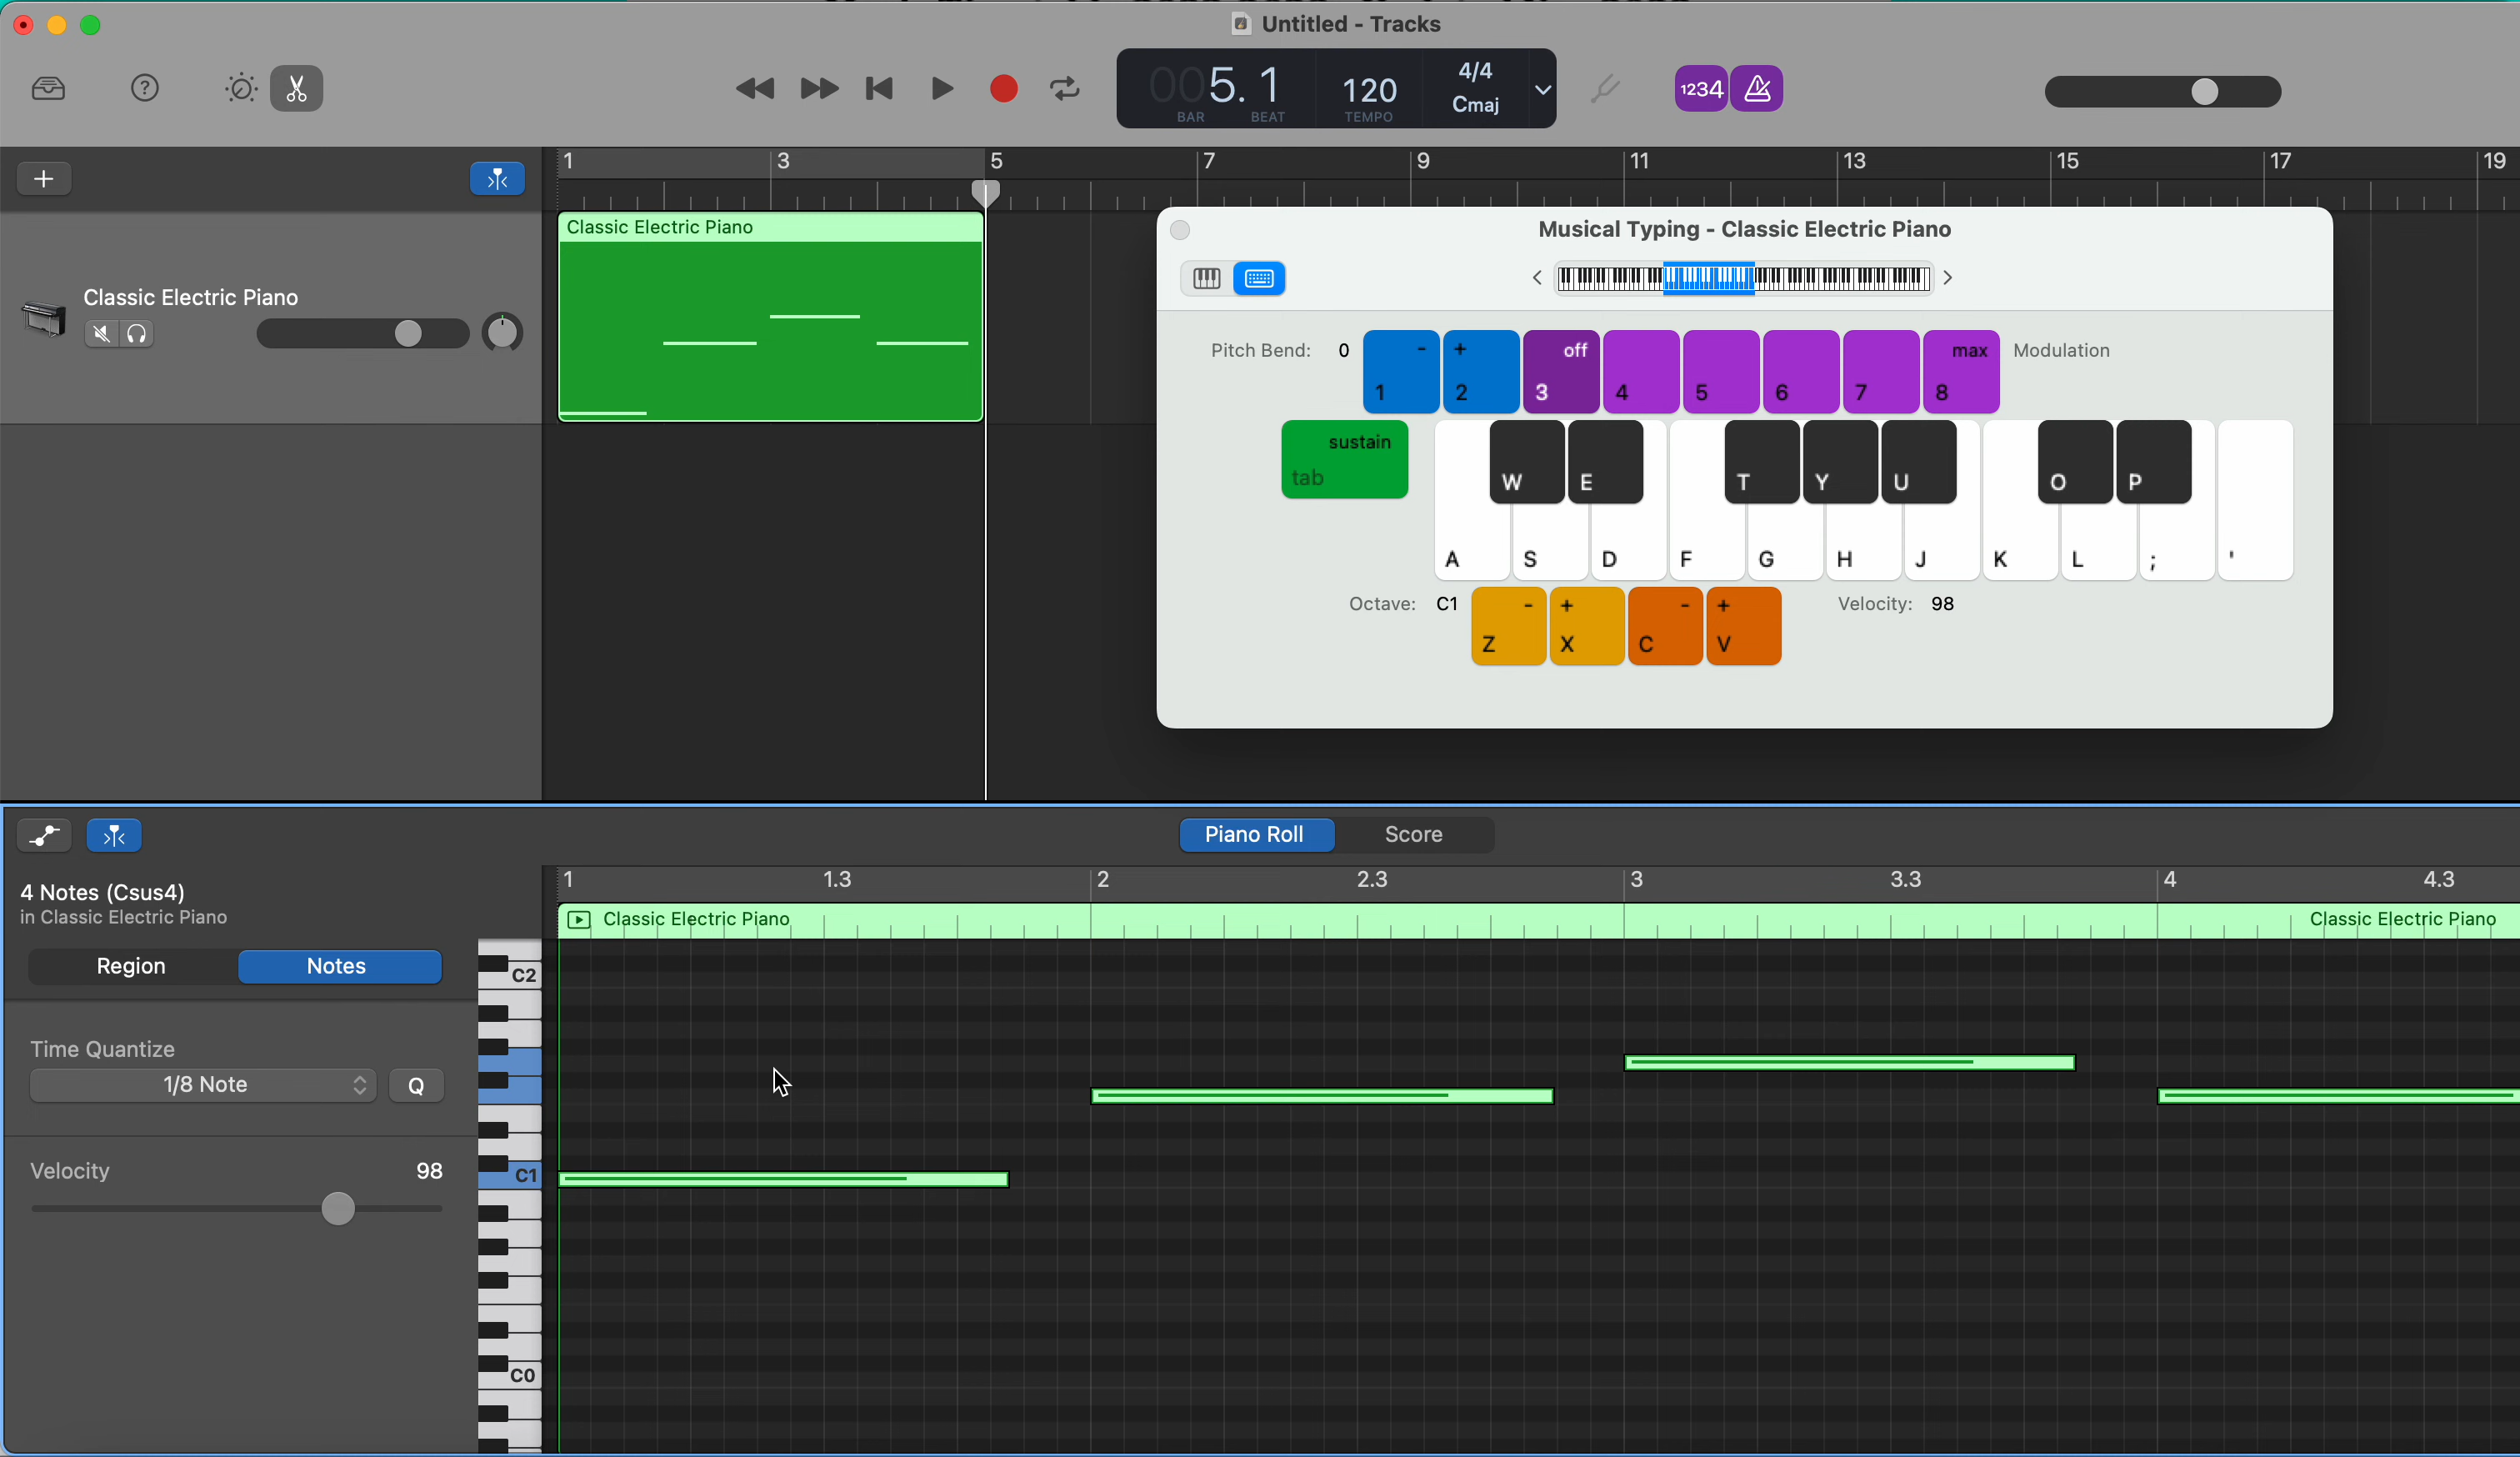 Untitled - Tracks
005. 1
BAR BEAT
120
TEMPO
4/4
Cmaj
1234
1 3 5 7 9 11 13 15 17 19
Classic Electric Piano
Classic Electric Piano
Musical Typing - Classic Electric Piano
Pitch Bend: 0
- + off max
1 2 3 4 5 6 7 8
Modulation
sustain
tab
W E T Y U O P
A S D F G H J K L ; '
Octave: C1
- + - +
Z X C V
Velocity: 98
Piano Roll Score
4 Notes (Csus4)
in Classic Electric Piano
Region Notes
Time Quantize
1/8 Note Q
Velocity 98
1 1.3 2 2.3 3 3.3 4 4.3
Classic Electric Piano Classic Electric Piano
C2
C1
C0